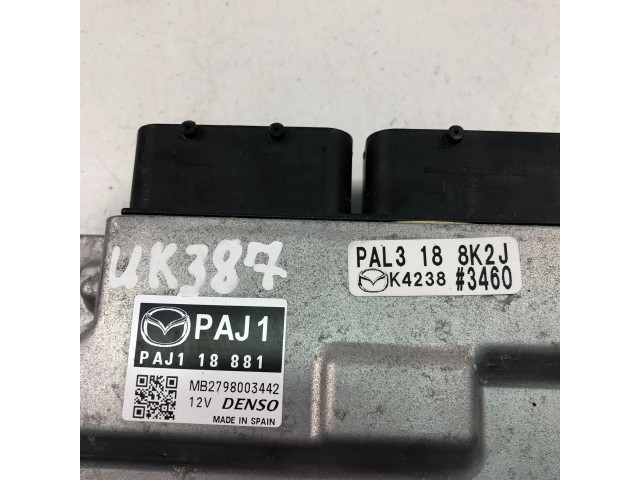 UK387
PAL3 18 8K2J
K4238 #3460
PAJ1
PAJ1 18 881
MB2798003442
12V DENSO
MADE IN SPAIN